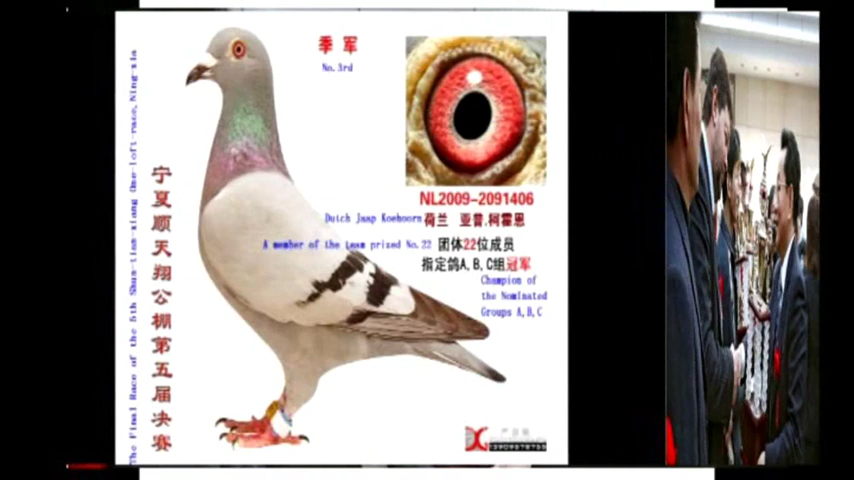 季军
No.3rd
The Final Race of the 5th Shun-tian-xiang One-loft-race, Ning-xia
宁夏顺天翔公棚第五届决赛
NL2009-2091406
Dutch Jaap Koehoorn 荷兰 亚普.柯霍恩
A member of the team prized No.22 团体22位成员
指定鸽A,B,C组冠军
Champion of
the Nominated
Groups A,B,C